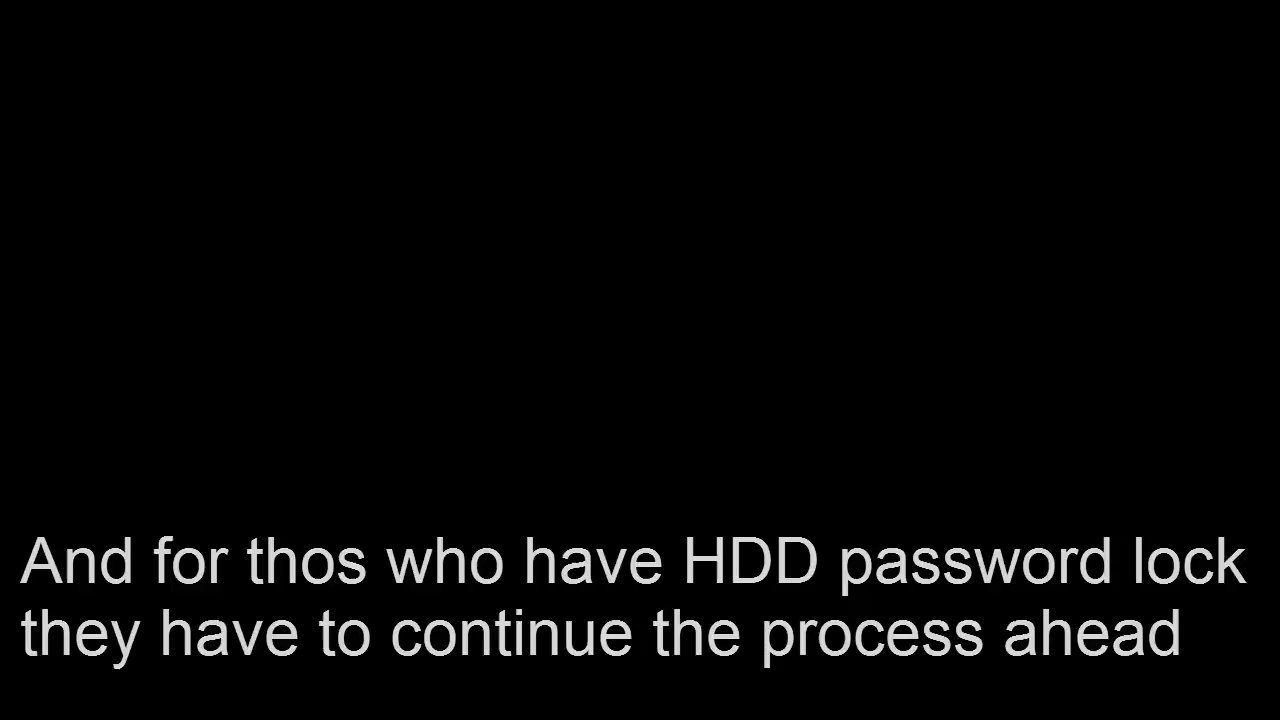 And for thos who have HDD password lock
they have to continue the process ahead